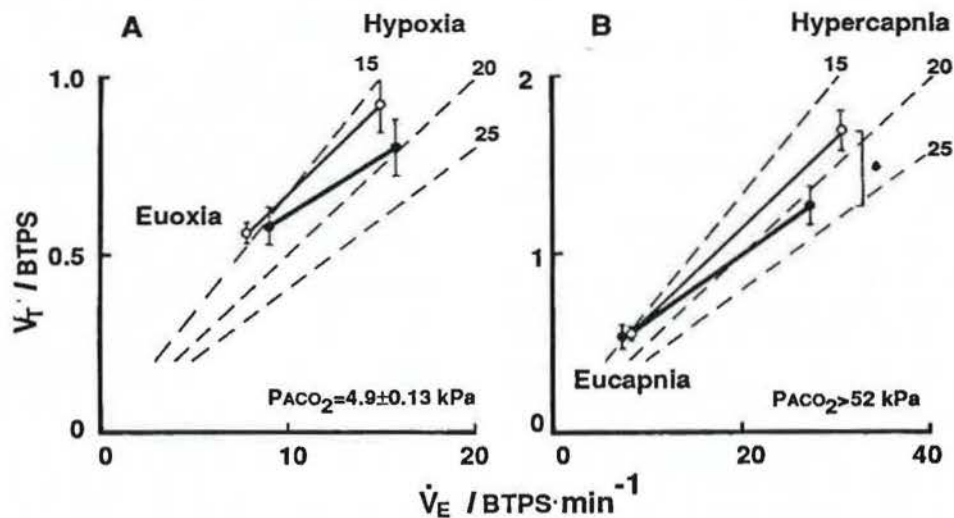 A
Hypoxia
B
Hypercapnia
15
20
25
15
20
25
1.0
0.5
0
2
1
0
VT / BTPS
Euoxia
Eucapnia
PACO2=4.9±0.13 kPa
PACO2>52 kPa
0
10
20
0
20
40
V̇E / BTPS·min-1